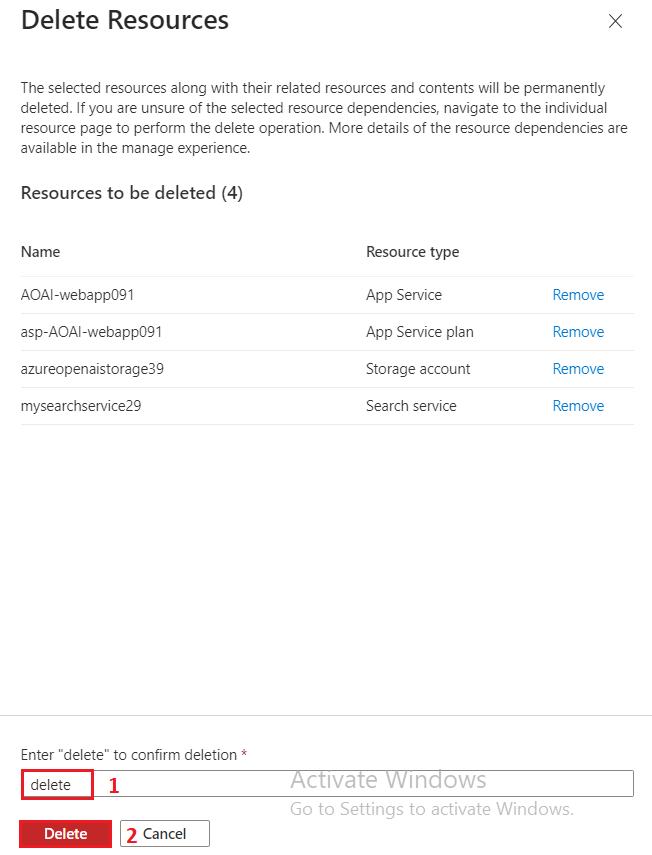 Delete Resources
The selected resources along with their related resources and contents will be permanently
deleted. If you are unsure of the selected resource dependencies, navigate to the individual
resource page to perform the delete operation. More details of the resource dependencies are
available in the manage experience.
Resources to be deleted (4)
Name Resource type
AOAI-webapp091 App Service Remove
asp-AOAI-webapp091 App Service plan Remove
azureopenaistorage39 Storage account Remove
mysearchservice29 Search service Remove
Enter "delete" to confirm deletion *
delete 1 Activate Windows
Go to Settings to activate Windows.
Delete 2 Cancel